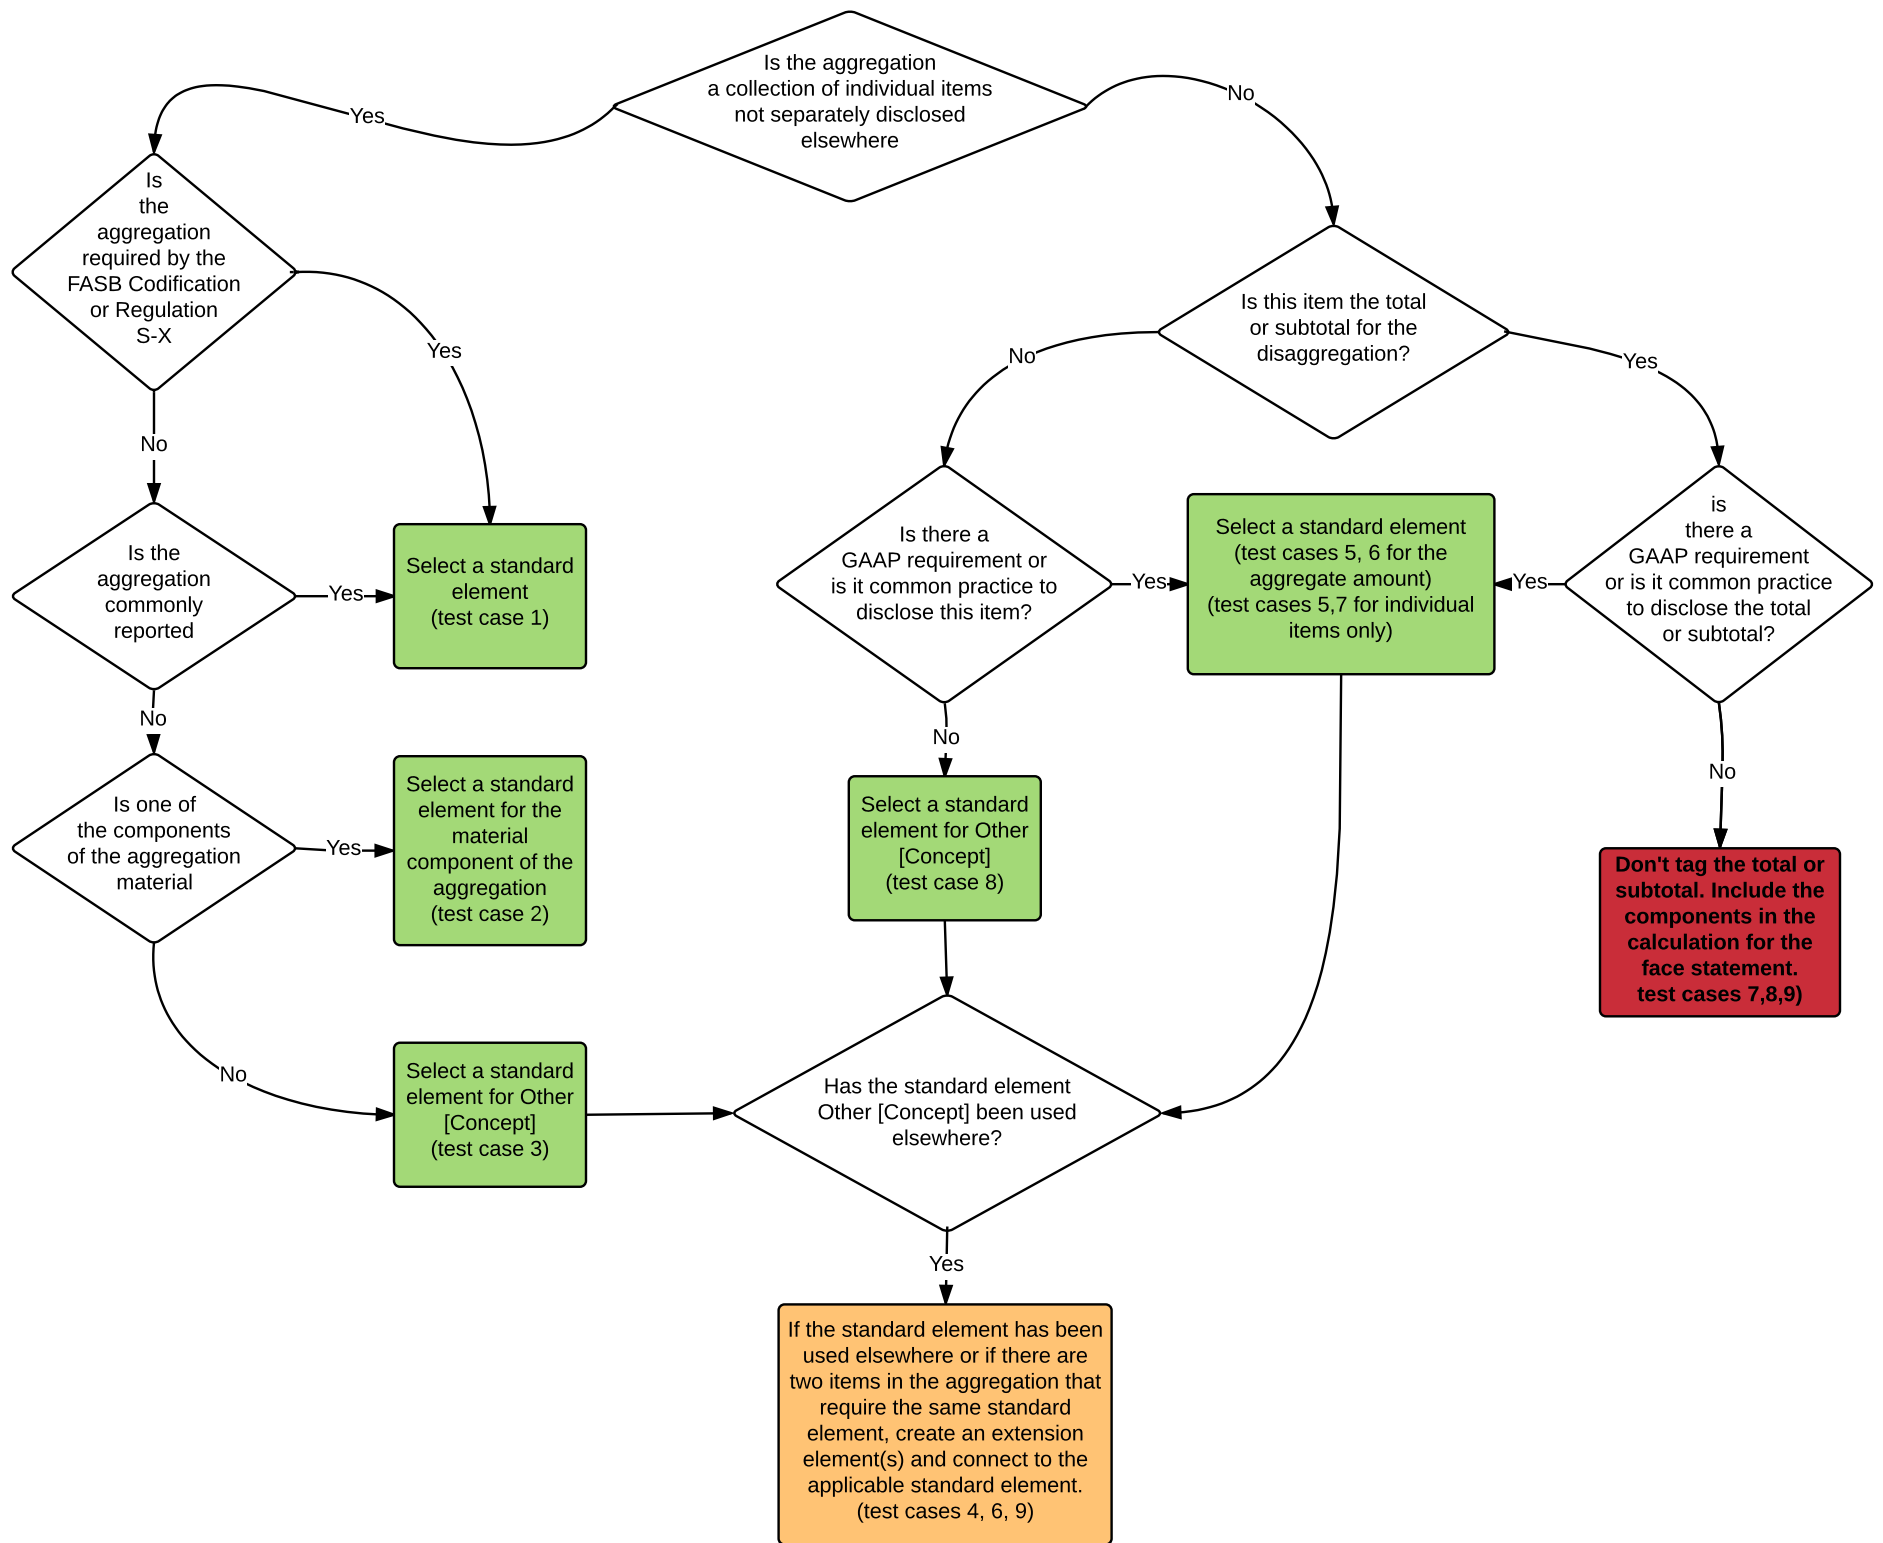 Is the aggregation
a collection of individual items
not separately disclosed
elsewhere
Yes
No
Is
the
aggregation
required by the
FASB Codification
or Regulation
S-X
Yes
No
Is this item the total
or subtotal for the
disaggregation?
No
Yes
Is the
aggregation
commonly
reported
Yes
No
Select a standard
element
(test case 1)
Is there a
GAAP requirement or
is it common practice to
disclose this item?
Yes
No
Select a standard element
(test cases 5, 6 for the
aggregate amount)
(test cases 5,7 for individual
items only)
is
there a
GAAP requirement
or is it common practice
to disclose the total
or subtotal?
Yes
No
Is one of
the components
of the aggregation
material
Yes
No
Select a standard
element for the
material
component of the
aggregation
(test case 2)
Select a standard
element for Other
[Concept]
(test case 8)
Don't tag the total or
subtotal. Include the
components in the
calculation for the
face statement.
test cases 7,8,9)
Select a standard
element for Other
[Concept]
(test case 3)
Has the standard element
Other [Concept] been used
elsewhere?
Yes
If the standard element has been
used elsewhere or if there are
two items in the aggregation that
require the same standard
element, create an extension
element(s) and connect to the
applicable standard element.
(test cases 4, 6, 9)